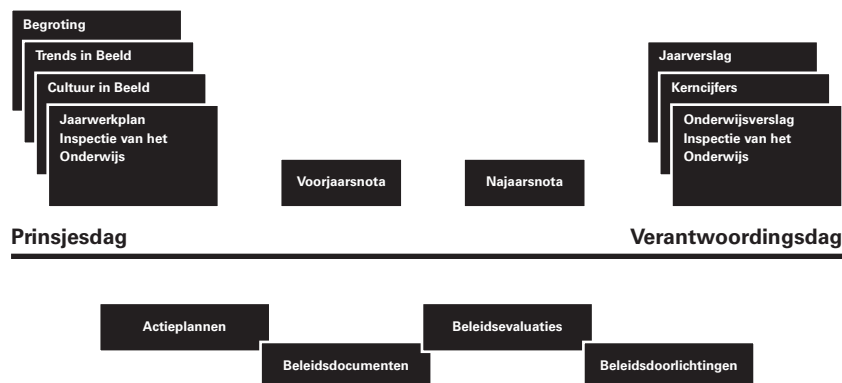 Begroting
Trends in Beeld
Cultuur in Beeld
Jaarwerkplan
Inspectie van het
Onderwijs
Voorjaarsnota
Najaarsnota
Jaarverslag
Kerncijfers
Onderwijsverslag
Inspectie van het
Onderwijs
Prinsjesdag
Verantwoordingsdag
Actieplannen
Beleidsdocumenten
Beleidsevaluaties
Beleidsdoorlichtingen